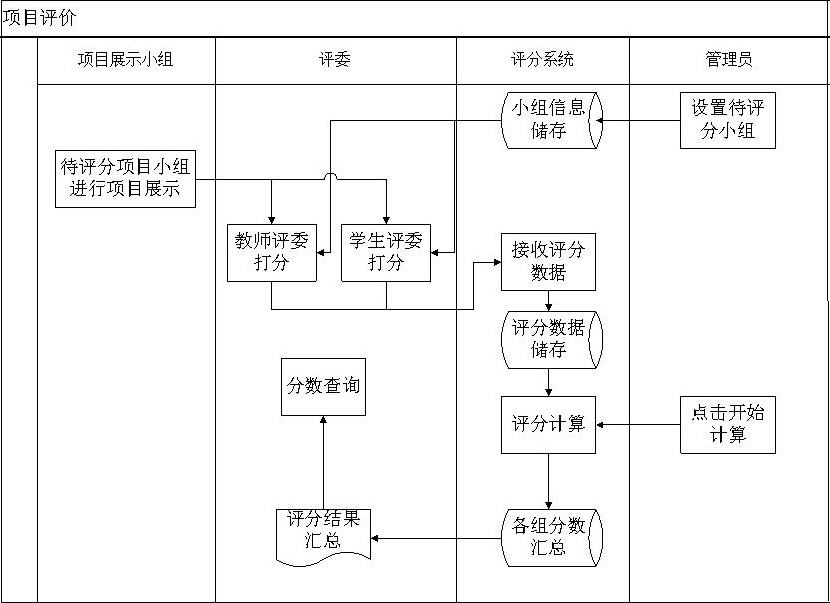 项目评价
项目展示小组
评委
评分系统
管理员
小组信息
储存
设置待评
分小组
待评分项目小组
进行项目展示
教师评委
打分
学生评委
打分
接收评分
数据
评分数据
储存
分数查询
评分计算
点击开始
计算
评分结果
汇总
各组分数
汇总